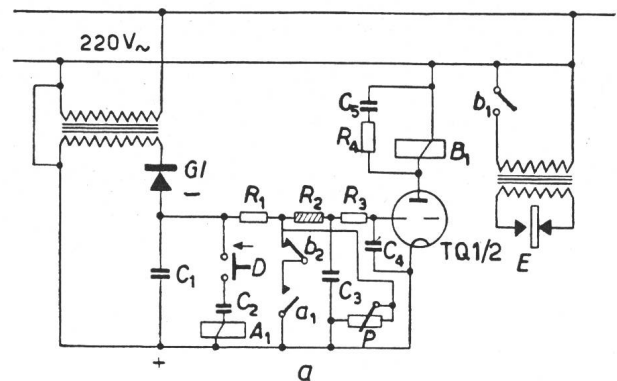 220V~
C5
R4
B1
b1
Gl
−
R1
R2
R3
TQ1/2
E
D
b2
C4
C1
C2
C3
a1
A1
P
+
a